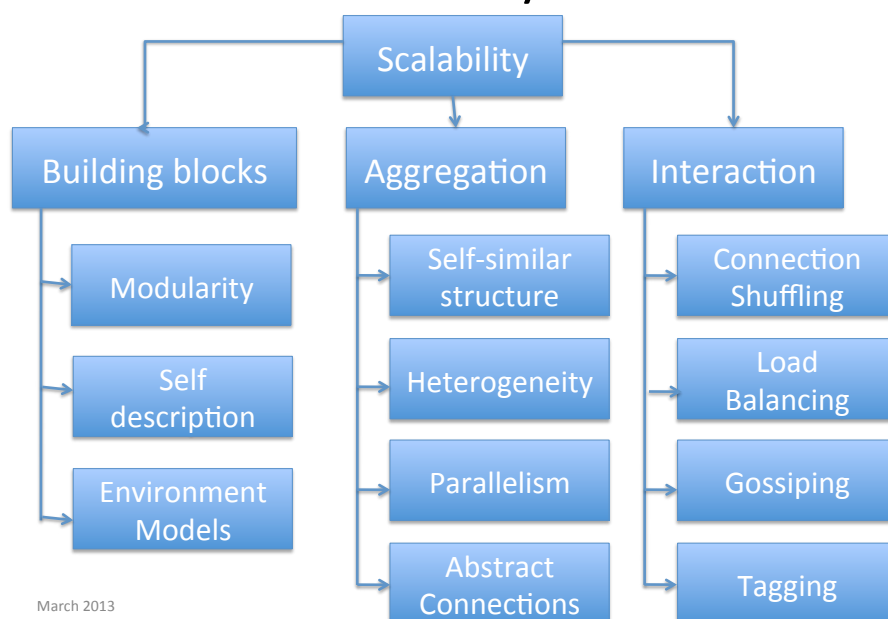 Scalability
Building blocks
Aggregation
Interaction
Modularity
Self
description
Environment
Models
Self-similar
structure
Heterogeneity
Parallelism
Abstract
Connections
Connection
Shuffling
Load
Balancing
Gossiping
Tagging
March 2013